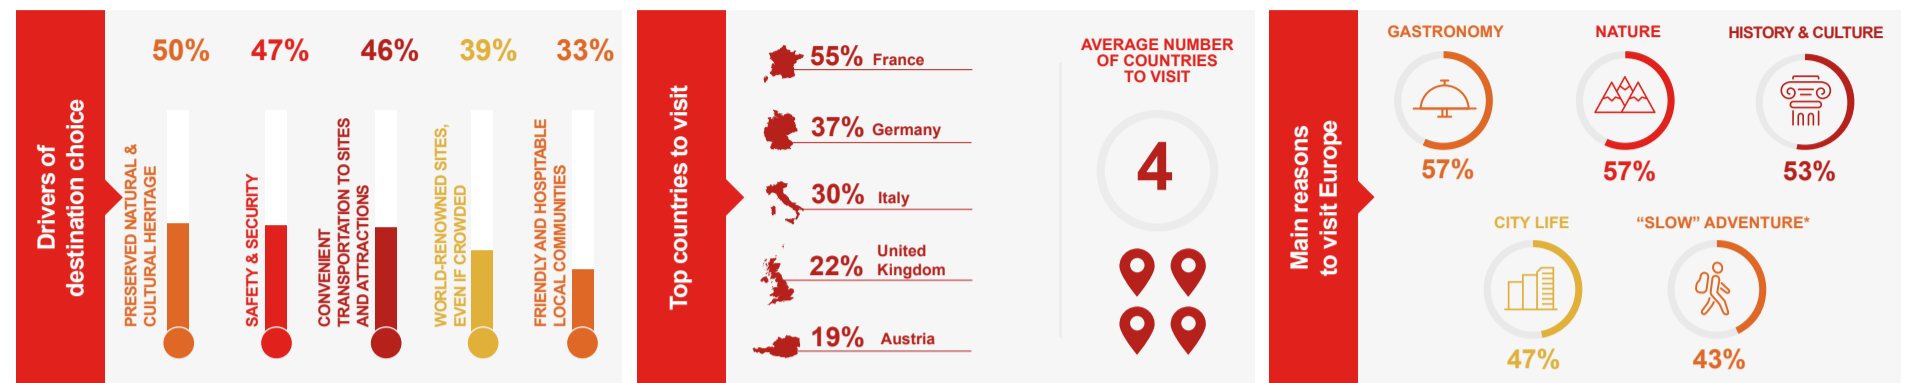 Drivers of
destination choice
50%
PRESERVED NATURAL &
CULTURAL HERITAGE
47%
SAFETY & SECURITY
46%
CONVENIENT
TRANSPORTATION TO SITES
AND ATTRACTIONS
39%
WORLD-RENOWNED SITES,
EVEN IF CROWDED
33%
FRIENDLY AND HOSPITABLE
LOCAL COMMUNITIES
Top countries to visit
55% France
37% Germany
30% Italy
22% United
Kingdom
19% Austria
AVERAGE NUMBER
OF COUNTRIES
TO VISIT
4
Main reasons
to visit Europe
GASTRONOMY
57%
NATURE
57%
HISTORY & CULTURE
53%
CITY LIFE
47%
“SLOW” ADVENTURE*
43%